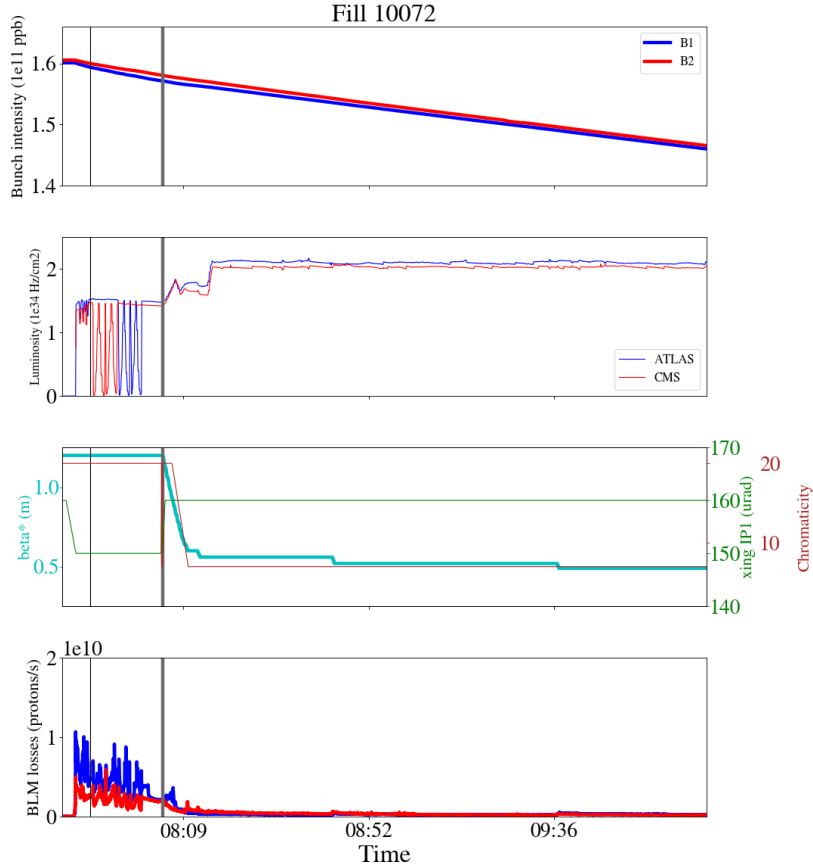 Fill 10072
Bunch intensity (1e11 ppb)
1.6
1.5
1.4
B1
B2
Luminosity (1e34 Hz/cm2)
2
1
0
ATLAS
CMS
beta* (m)
1.0
0.5
170
160
150
140
xing IP1 (urad)
20
10
Chromaticity
1e10
BLM losses (protons/s)
2
1
0
08:09
08:52
09:36
Time